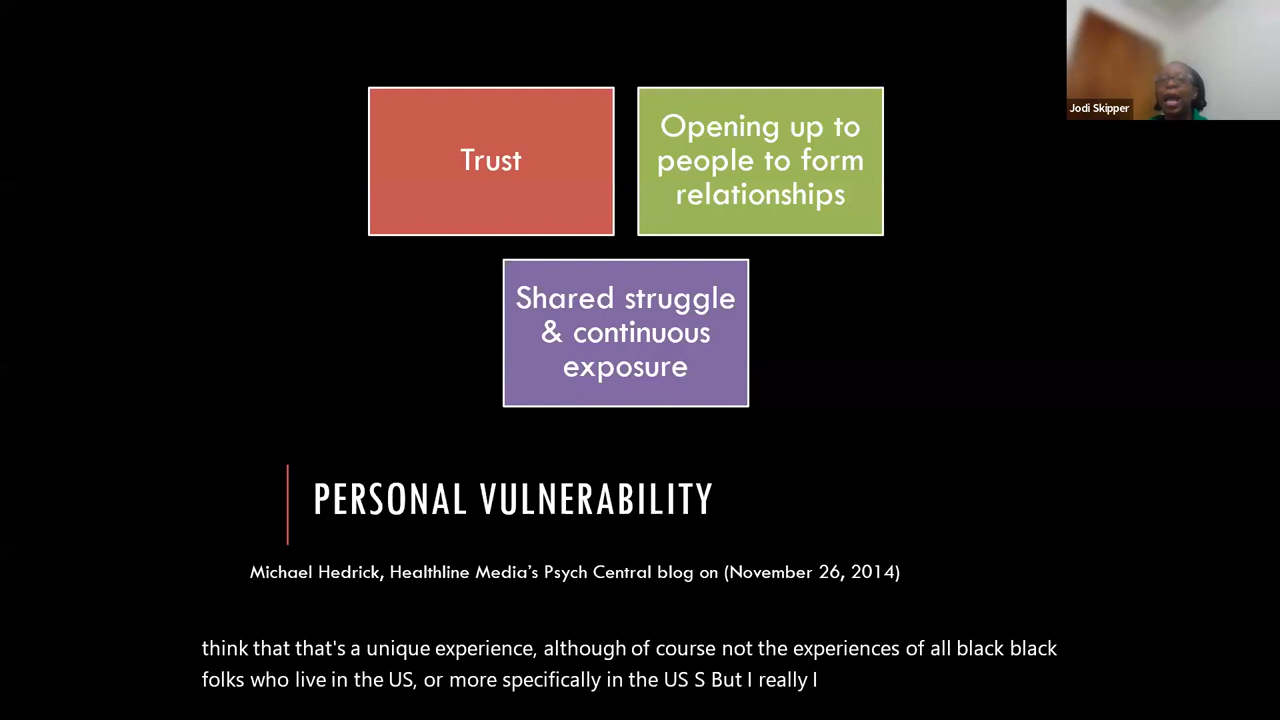 Trust
Opening up to
people to form
relationships
Shared struggle
& continuous
exposure
PERSONAL VULNERABILITY
Michael Hedrick, Healthline Media's Psych Central blog on (November 26, 2014)
think that that's a unique experience, although of course not the experiences of all black black
folks who live in the US, or more specifically in the US S But I really I
Jodi Skipper